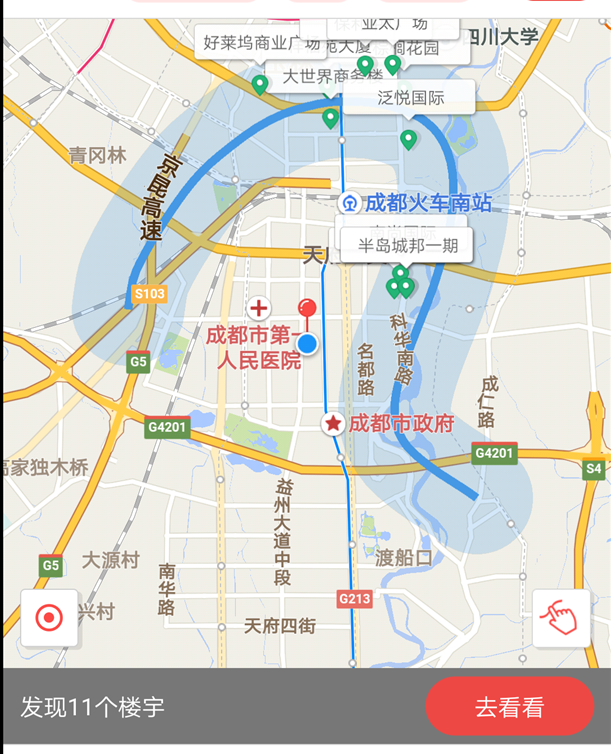 亚太广场
四川大学
好莱坞商业广场
花园
大世界商务楼
泛悦国际
青冈林
京昆高速
成都火车南站
半岛城邦一期
天府
S103
成都市第一
人民医院
科华南路
名都路
G5
成仁路
成都市政府
G4201
G4201
高家独木桥
S4
益州大道中段
渡船口
大源村
G5
南华路
兴村
G213
天府四街
发现11个楼宇
去看看